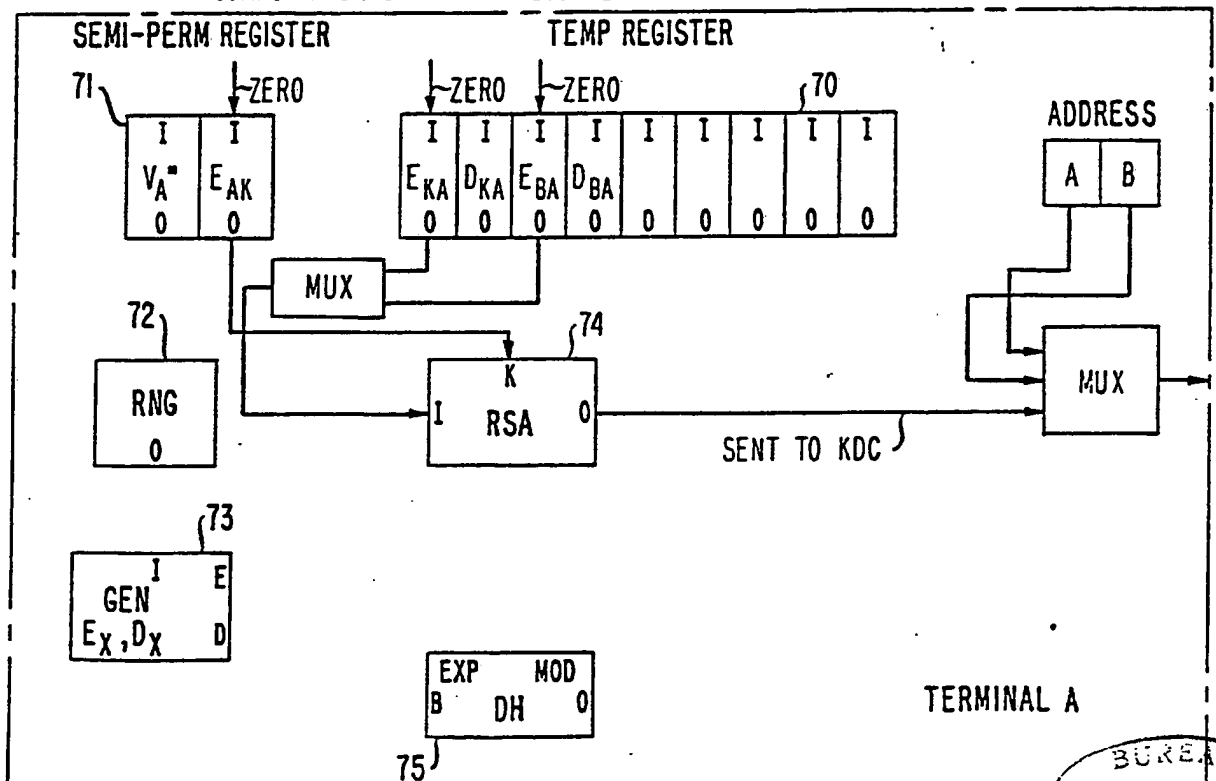 SEMI-PERM REGISTER
TEMP REGISTER
71
ZERO
ZERO
ZERO
70
ADDRESS
I I
V_A* E_AK
0 0
I I I I I I I I I
E_KA D_KA E_BA D_BA
0 0 0 0 0 0 0 0 0
A B
MUX
72
RNG
0
74
K
I RSA 0
MUX
SENT TO KDC
73
I E
GEN
E_X, D_X D
EXP MOD
B DH 0
75
TERMINAL A